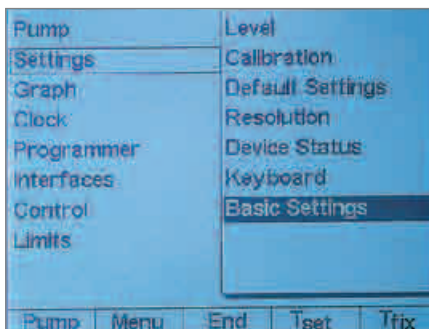 Pump
Settings
Graph
Clock
Programmer
Interfaces
Control
Limits
Level
Calibration
Default Settings
Resolution
Device Status
Keyboard
Basic Settings
Pump Menu End Tset Tfix